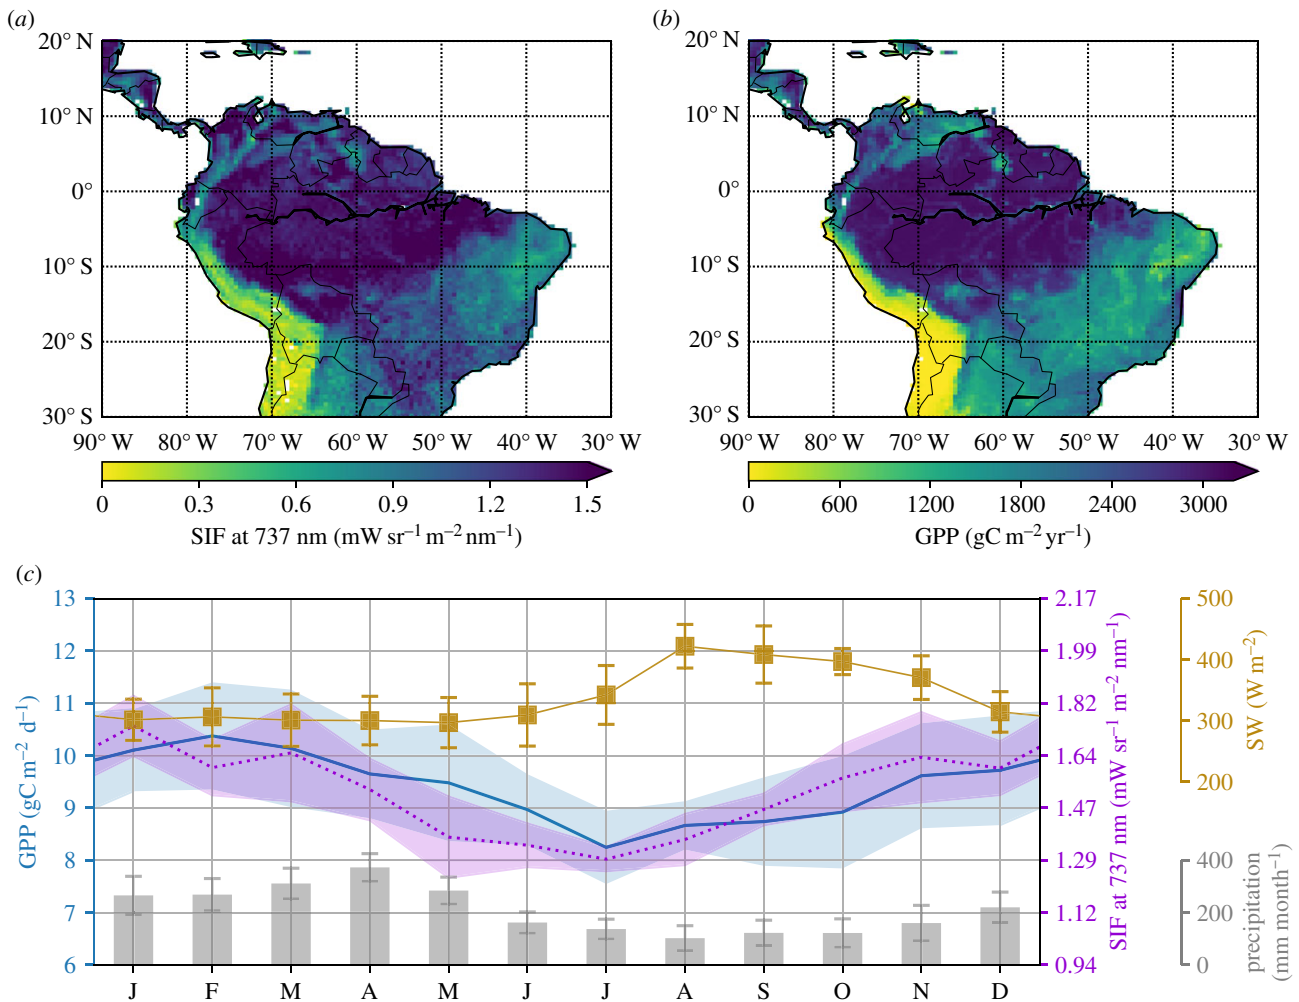 (a)
(b)
20° N
10° N
0°
10° S
20° S
30° S
90° W 80° W 70° W 60° W 50° W 40° W 30° W
0 0.3 0.6 0.9 1.2 1.5
SIF at 737 nm (mW sr⁻¹ m⁻² nm⁻¹)
20° N
10° N
0°
10° S
20° S
30° S
90° W 80° W 70° W 60° W 50° W 40° W 30° W
0 600 1200 1800 2400 3000
GPP (gC m⁻² yr⁻¹)
(c)
13
12
11
10
9
8
7
6
GPP (gC m⁻² d⁻¹)
J F M A M J J A S O N D
2.17
1.99
1.82
1.64
1.47
1.29
1.12
0.94
SIF at 737 nm (mW sr⁻¹ m⁻² nm⁻¹)
500
400
300
200
SW (W m⁻²)
400
200
0
precipitation
(mm month⁻¹)